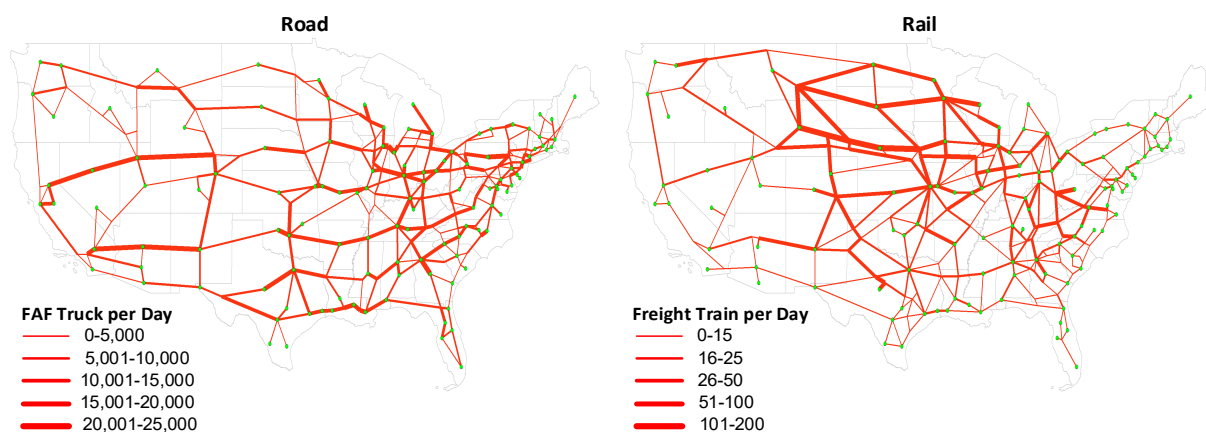 Road
FAF Truck per Day
0-5,000
5,001-10,000
10,001-15,000
15,001-20,000
20,001-25,000
Rail
Freight Train per Day
0-15
16-25
26-50
51-100
101-200